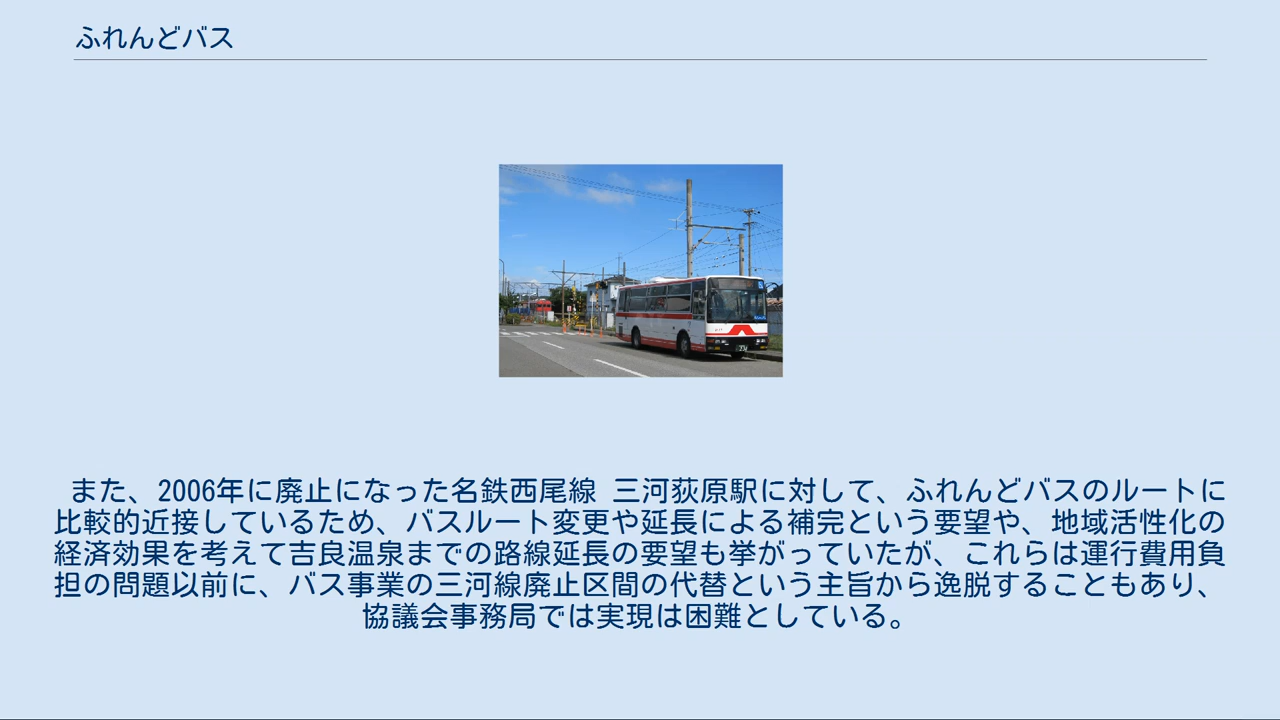 ふれんどバス
また、2006年に廃止になった名鉄西尾線 三河荻原駅に対して、ふれんどバスのルートに
比較的近接しているため、バスルート変更や延長による補完という要望や、地域活性化の
経済効果を考えて吉良温泉までの路線延長の要望も挙がっていたが、これらは運行費用負
担の問題以前に、バス事業の三河線廃止区間の代替という主旨から逸脱することもあり、
協議会事務局では実現は困難としている。